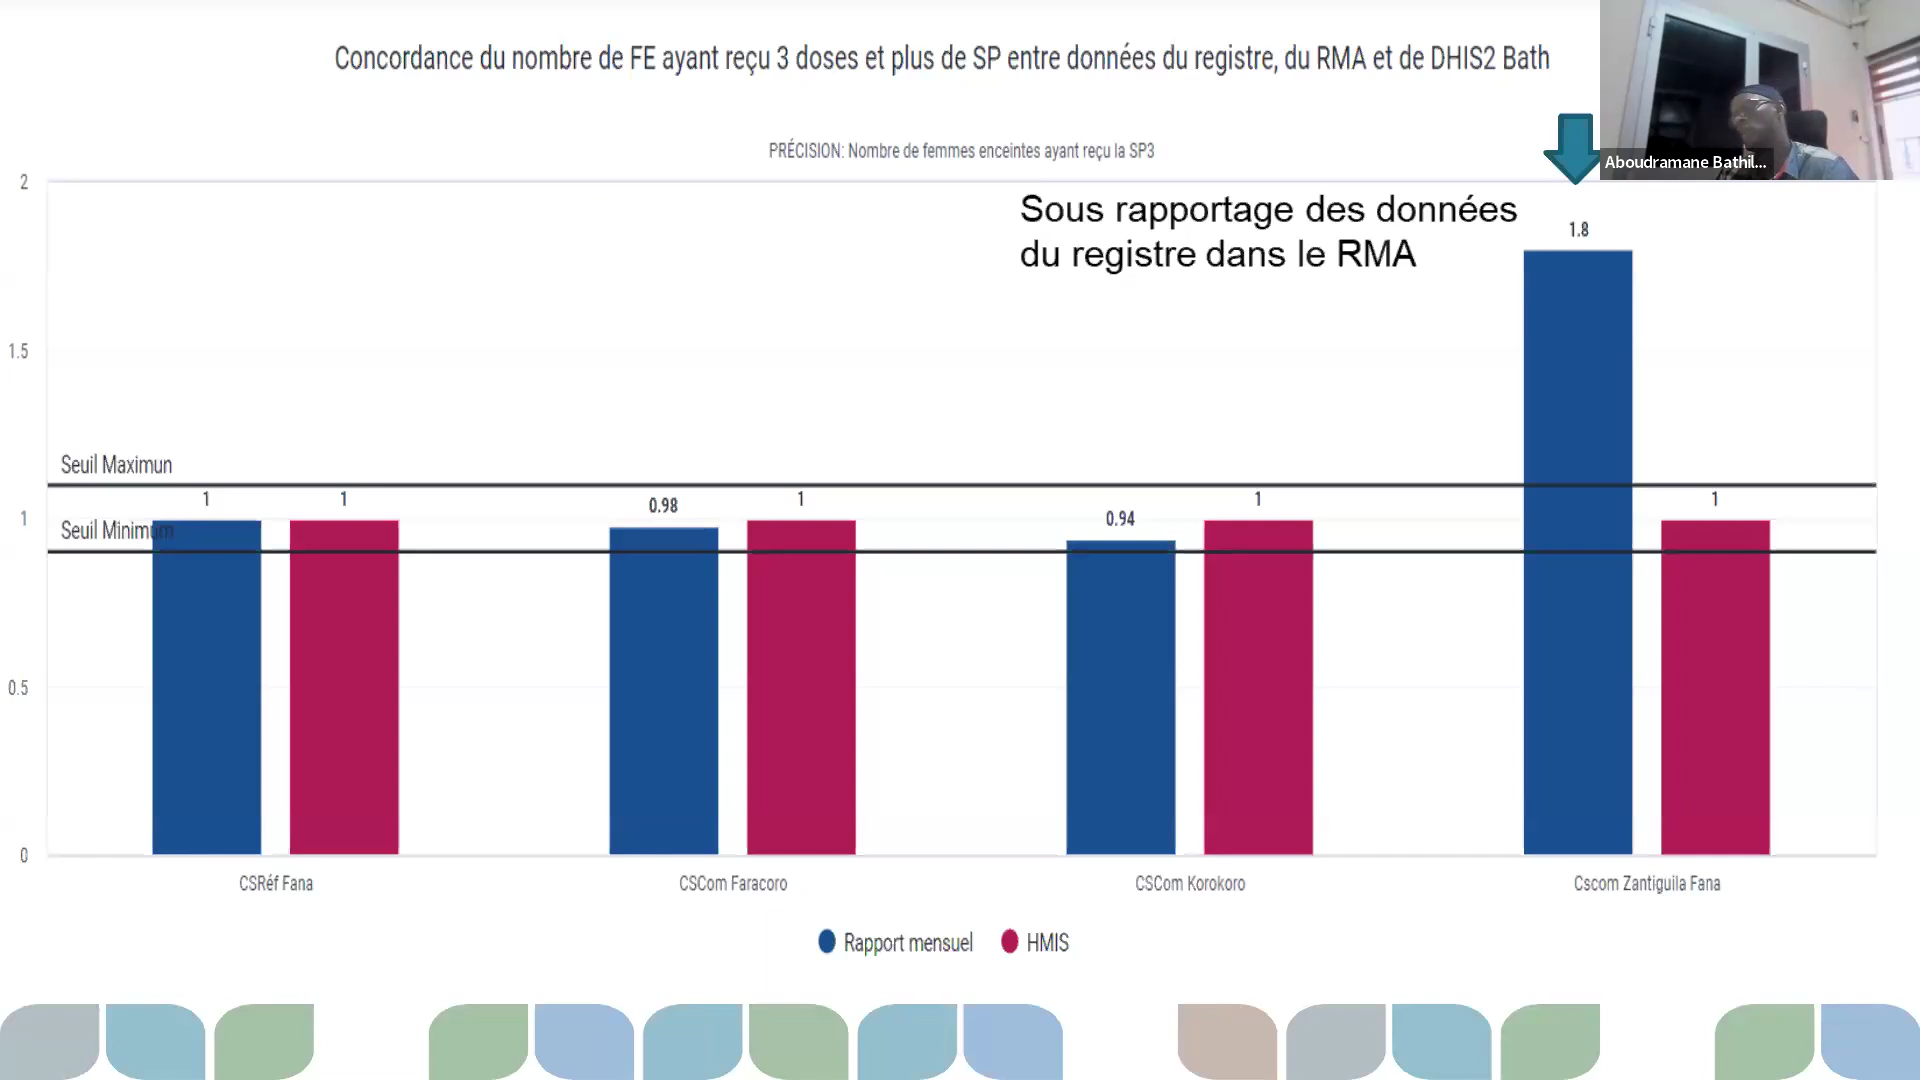 Concordance du nombre de FE ayant reçu 3 doses et plus de SP entre données du registre, du RMA et de DHIS2 Bath
Aboudramane Bathil...
PRÉCISION: Nombre de femmes enceintes ayant reçu la SP3
2
Sous rapportage des données
du registre dans le RMA
1.8
1.5
Seuil Maximun
1
1
0.98
1
0.94
1
1
1
Seuil Minimum
0.5
0
CSRéf Fana
CSCom Faracoro
CSCom Korokoro
Cscom Zantiguila Fana
Rapport mensuel
HMIS